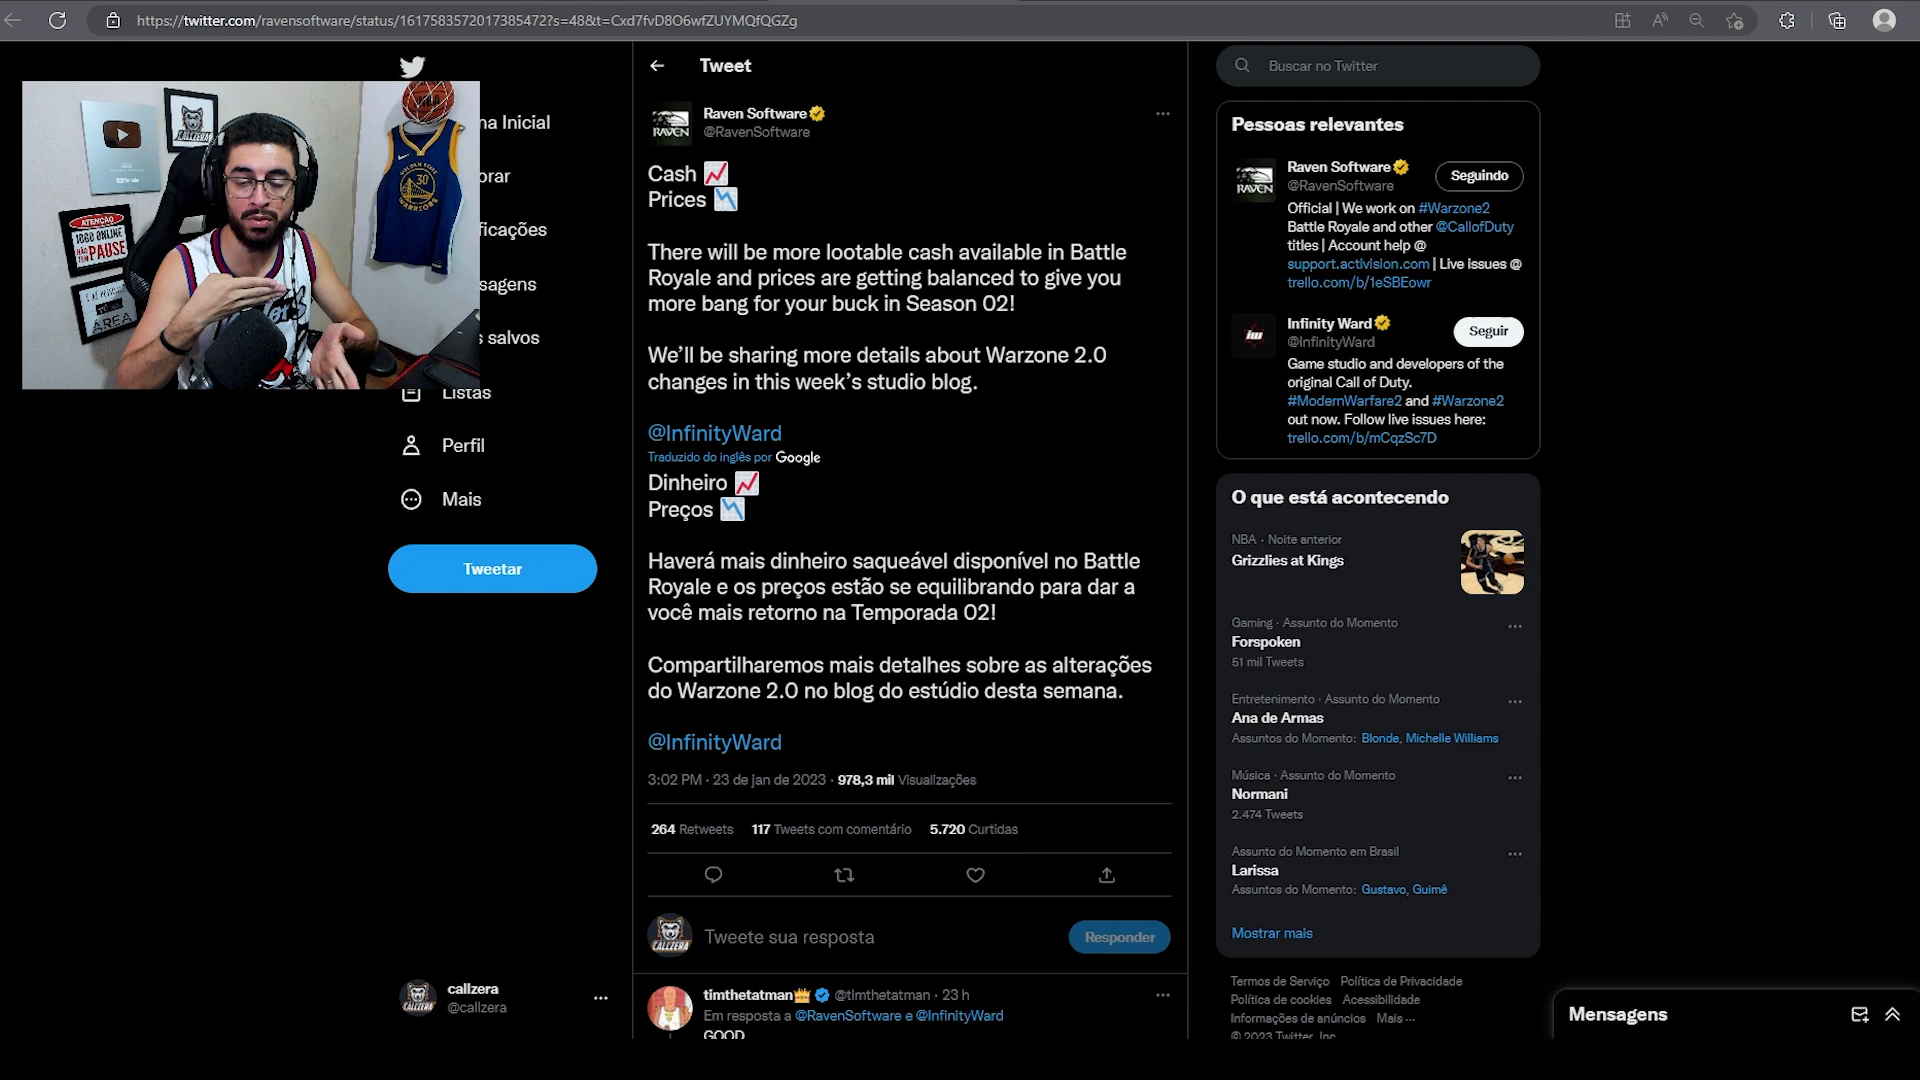 https://twitter.com/ravensoftware/status/1617583572017385472?s=48&t=Cxd7fvD8O6wfZUYMQfQGZg
na Inicial
orar
ficações
sagens
s salvos
Listas
Perfil
Mais
Tweetar
callzera
@callzera
CALLZERA
ATENÇÃO
JOGO ONLINE
NÃO TEM PAUSE
ÁREA
NBA
GOLDEN STATE
30
WARRIORS
Tweet
RAVEN
Raven Software
@RavenSoftware
Cash 📈
Prices 📉
There will be more lootable cash available in Battle
Royale and prices are getting balanced to give you
more bang for your buck in Season 02!
We’ll be sharing more details about Warzone 2.0
changes in this week’s studio blog.
@InfinityWard
Traduzido do inglês por Google
Dinheiro 📈
Preços 📉
Haverá mais dinheiro saqueável disponível no Battle
Royale e os preços estão se equilibrando para dar a
você mais retorno na Temporada 02!
Compartilharemos mais detalhes sobre as alterações
do Warzone 2.0 no blog do estúdio desta semana.
@InfinityWard
3:02 PM · 23 de jan de 2023 · 978,3 mil Visualizações
264 Retweets 117 Tweets com comentário 5.720 Curtidas
CALLZERA
Tweete sua resposta
Responder
timthetatman👑 @timthetatman · 23 h
Em resposta a @RavenSoftware e @InfinityWard
GOOD
Buscar no Twitter
Pessoas relevantes
RAVEN
Raven Software
@RavenSoftware
Seguindo
Official | We work on #Warzone2
Battle Royale and other @CallofDuty
titles | Account help @
support.activision.com | Live issues @
trello.com/b/1eSBEowr
Infinity Ward
@InfinityWard
Seguir
Game studio and developers of the
original Call of Duty.
#ModernWarfare2 and #Warzone2
out now. Follow live issues here:
trello.com/b/mCqzSc7D
O que está acontecendo
NBA · Noite anterior
Grizzlies at Kings
Gaming · Assunto do Momento
Forspoken
51 mil Tweets
Entretenimento · Assunto do Momento
Ana de Armas
Assuntos do Momento: Blonde, Michelle Williams
Música · Assunto do Momento
Normani
2.474 Tweets
Assunto do Momento em Brasil
Larissa
Assuntos do Momento: Gustavo, Guimê
Mostrar mais
Termos de Serviço Política de Privacidade
Política de cookies Acessibilidade
Informações de anúncios Mais ···
© 2023 Twitter, Inc.
Mensagens